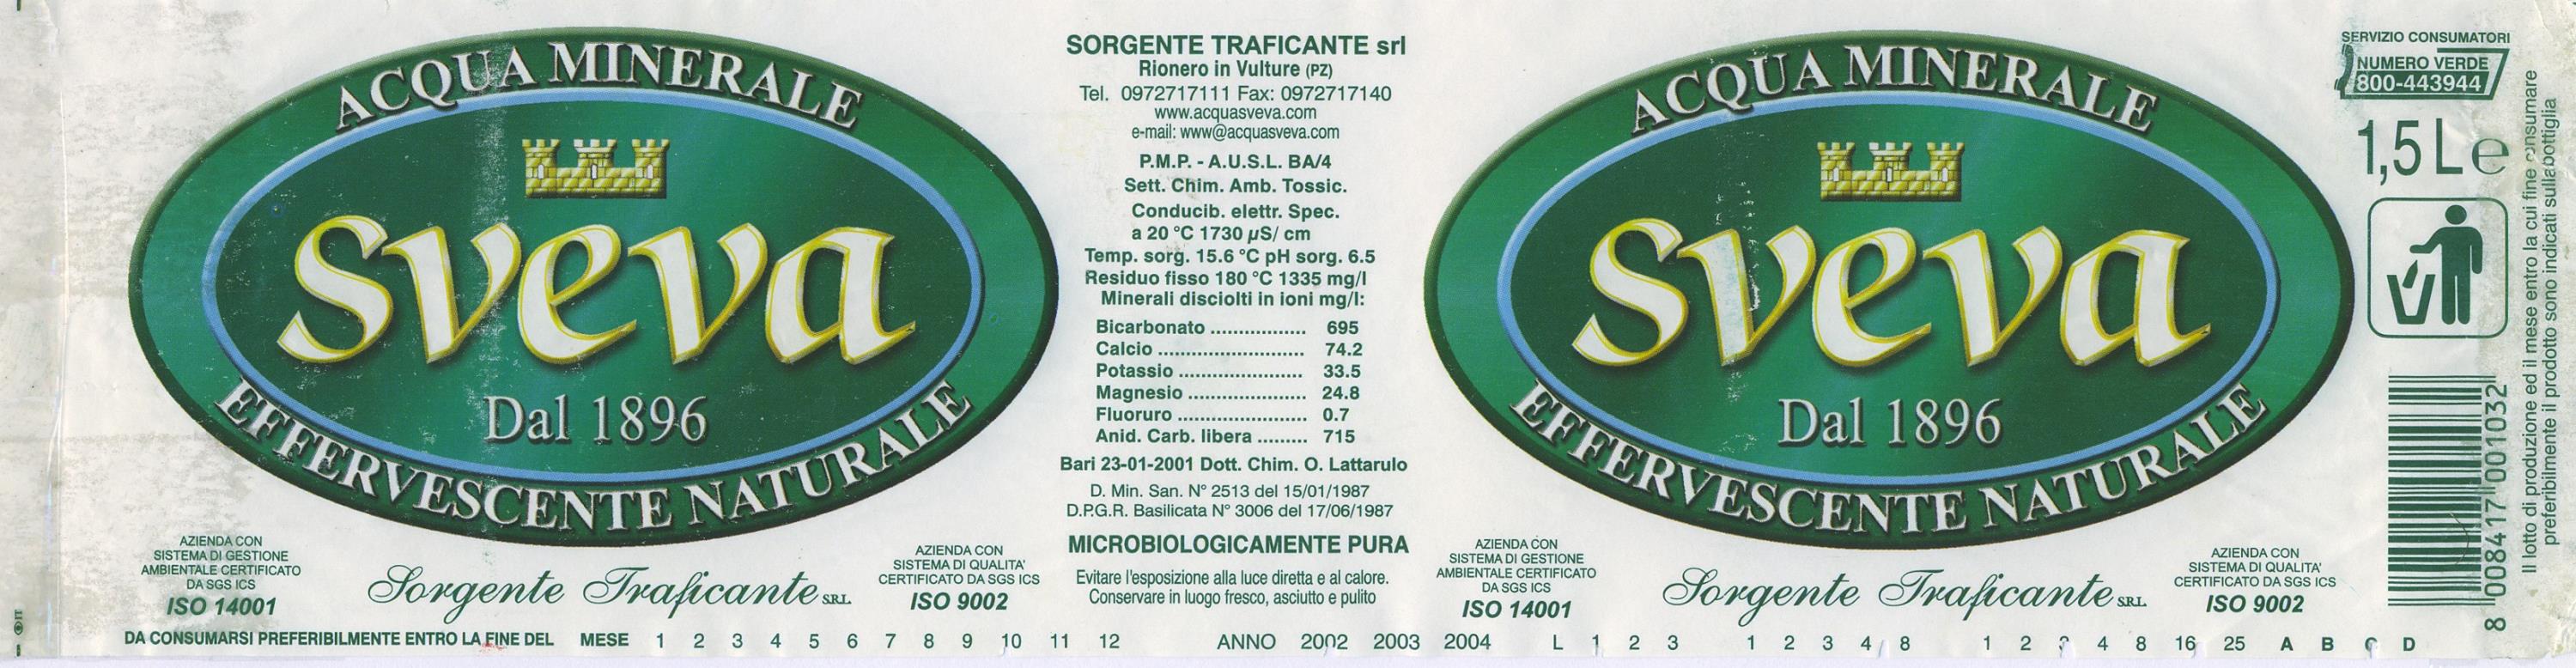 ACQUA MINERALE
Sveva
Dal 1896
EFFERVESCENTE NATURALE
AZIENDA CON
SISTEMA DI GESTIONE
AMBIENTALE CERTIFICATO
DA SGS ICS
ISO 14001
Sorgente Traficante S.R.L.
AZIENDA CON
SISTEMA DI QUALITA'
CERTIFICATO DA SGS ICS
ISO 9002
SORGENTE TRAFICANTE srl
Rionero in Vulture (PZ)
Tel. 0972717111 Fax: 0972717140
www.acquasveva.com
e-mail: www@acquasveva.com
P.M.P. - A.U.S.L. BA/4
Sett. Chim. Amb. Tossic.
Conducib. elettr. Spec.
a 20 °C 1730 µS/ cm
Temp. sorg. 15.6 °C pH sorg. 6.5
Residuo fisso 180 °C 1335 mg/l
Minerali disciolti in ioni mg/l:
Bicarbonato ................ 695
Calcio ......................... 74.2
Potassio ..................... 33.5
Magnesio .................... 24.8
Fluoruro ...................... 0.7
Anid. Carb. libera ......... 715
Bari 23-01-2001 Dott. Chim. O. Lattarulo
D. Min. San. N° 2513 del 15/01/1987
D.P.G.R. Basilicata N° 3006 del 17/06/1987
MICROBIOLOGICAMENTE PURA
Evitare l'esposizione alla luce diretta e al calore.
Conservare in luogo fresco, asciutto e pulito
ACQUA MINERALE
Sveva
Dal 1896
EFFERVESCENTE NATURALE
AZIENDA CON
SISTEMA DI GESTIONE
AMBIENTALE CERTIFICATO
DA SGS ICS
ISO 14001
Sorgente Traficante S.R.L.
AZIENDA CON
SISTEMA DI QUALITA'
CERTIFICATO DA SGS ICS
ISO 9002
SERVIZIO CONSUMATORI
NUMERO VERDE
800-443944
1,5 L e
8 008417 001032
Il lotto di produzione ed il mese entro la cui fine consumare
preferibilmente il prodotto sono indicati sulla bottiglia
DA CONSUMARSI PREFERIBILMENTE ENTRO LA FINE DEL MESE 1 2 3 4 5 6 7 8 9 10 11 12 ANNO 2002 2003 2004 L 1 2 3 1 2 3 4 8 1 2 3 4 8 16 25 A B C D